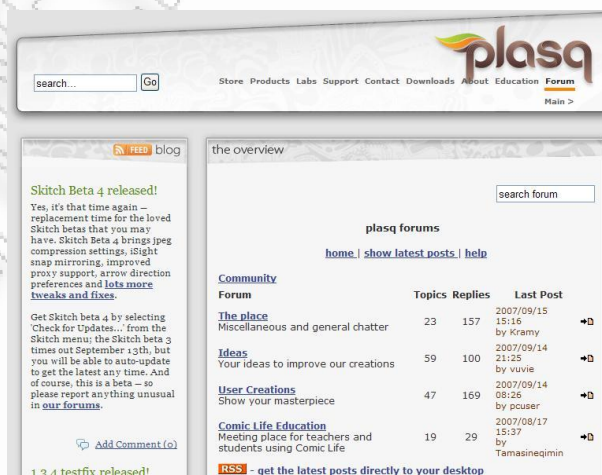 plasq
search...
Go
Store Products Labs Support Contact Downloads About Education Forum
Main >
FEED blog
Skitch Beta 4 released!
Yes, it's that time again –
replacement time for the loved
Skitch betas that you may
have. Skitch Beta 4 brings jpeg
compression settings, iSight
snap mirroring, improved
proxy support, arrow direction
preferences and lots more
tweaks and fixes.
Get Skitch beta 4 by selecting
'Check for Updates...' from the
Skitch menu; the Skitch beta 3
times out September 13th, but
you will be able to auto-update
to get the latest any time. And
of course, this is a beta – so
please report anything unusual
in our forums.
Add Comment (0)
1.3.4 testfix released!
the overview
search forum
plasq forums
home | show latest posts | help
Community
Forum Topics Replies Last Post
The place
Miscellaneous and general chatter
23 157
2007/09/15
15:16
by Kramy
Ideas
Your ideas to improve our creations
59 100
2007/09/14
21:25
by vuvie
User Creations
Show your masterpiece
47 169
2007/09/14
08:26
by pcuser
Comic Life Education
Meeting place for teachers and
students using Comic Life
19 29
2007/08/17
15:37
by
Tamasineqimin
RSS - get the latest posts directly to your desktop